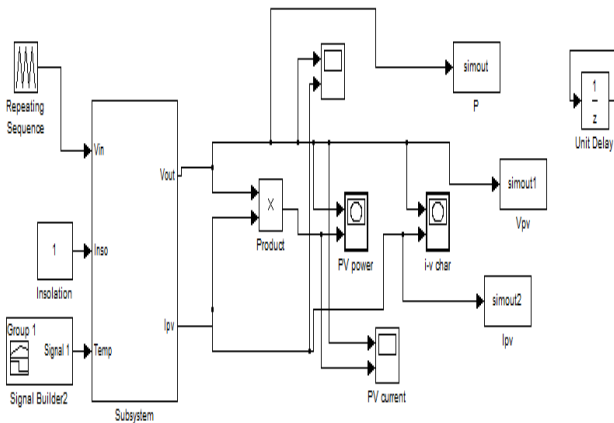 simout
P
Repeating
Sequence
1
z
Unit Delay
Vin
Vout
simout1
Vpv
×
Product
PV power
i-v char
1
Insolation
Inso
simout2
Ipv
Ipv
Group 1
Signal 1
Temp
Signal Builder2
Subsystem
PV current